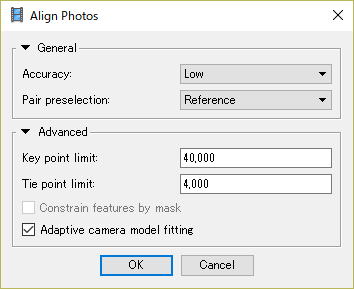 Align Photos
General
Accuracy: Low
Pair preselection: Reference
Advanced
Key point limit: 40,000
Tie point limit: 4,000
Constrain features by mask
Adaptive camera model fitting
OK Cancel